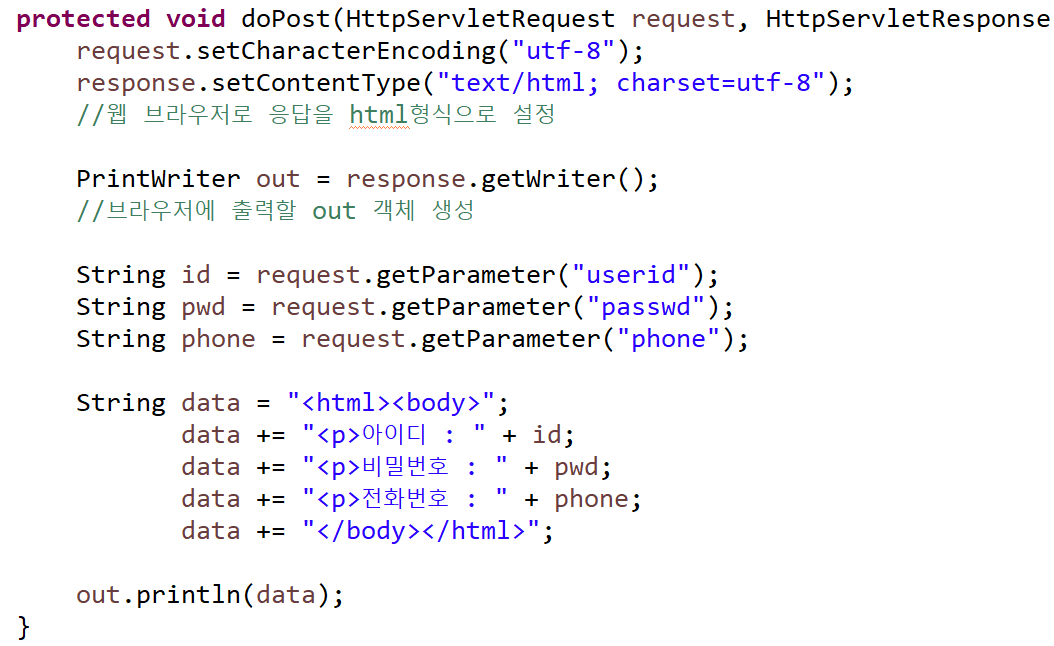 protected void doPost(HttpServletRequest request, HttpServletResponse
request.setCharacterEncoding("utf-8");
response.setContentType("text/html; charset=utf-8");
//웹 브라우저로 응답을 html형식으로 설정
PrintWriter out = response.getWriter();
//브라우저에 출력할 out 객체 생성
String id = request.getParameter("userid");
String pwd = request.getParameter("passwd");
String phone = request.getParameter("phone");
String data = "<html><body>";
data += "<p>아이디 : " + id;
data += "<p>비밀번호 : " + pwd;
data += "<p>전화번호 : " + phone;
data += "</body></html>";
out.println(data);
}